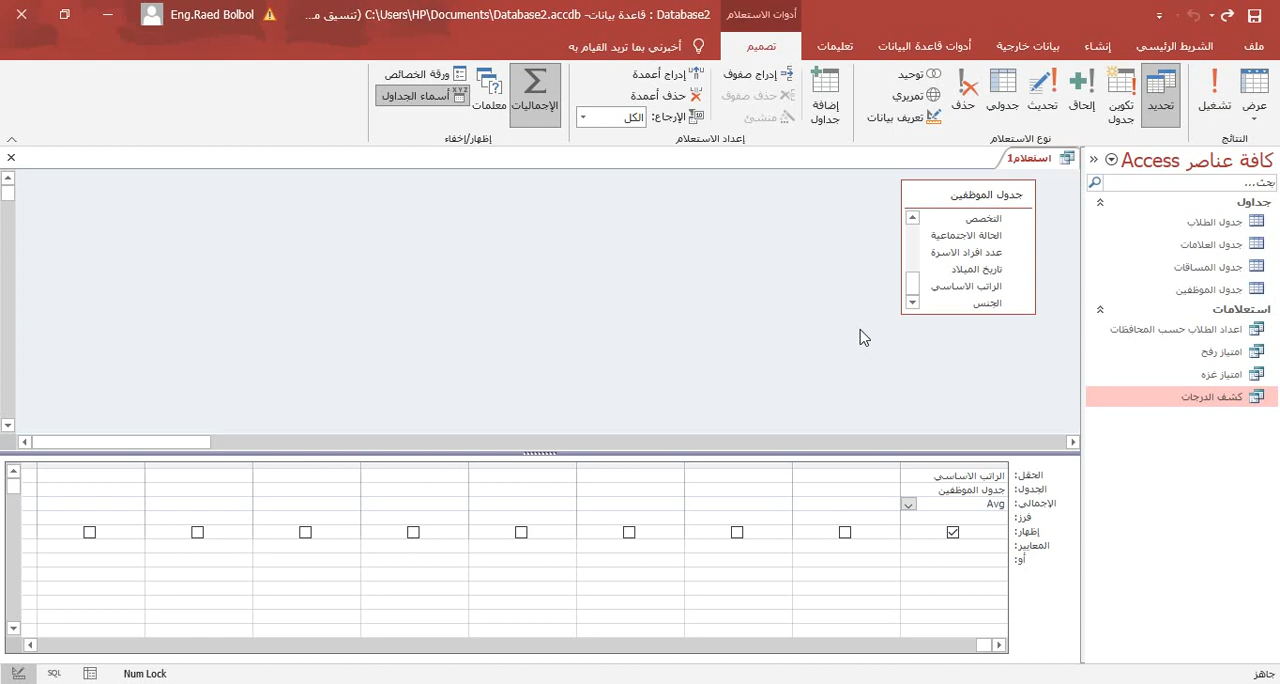 أدوات الاستعلام
Database2 : قاعدة بيانات- C:\Users\HP\Documents\Database2.accdb (تنسيق مـ...
Eng.Raed Bolbol
ملف
الشريط الرئيسي
إنشاء
بيانات خارجية
أدوات قاعدة البيانات
تعليمات
تصميم
أخبرني بما تريد القيام به
عرض
تشغيل
النتائج
تحديد
تكوين جدول
إلحاق
تحديث
جدولي
حذف
توحيد
تمريري
تعريف بيانات
نوع الاستعلام
إضافة جداول
إدراج صفوف
حذف صفوف
منشئ
إدراج أعمدة
حذف أعمدة
الإرجاع: الكل
إعداد الاستعلام
الإجماليات
معلمات
ورقة الخصائص
أسماء الجداول
إظهار/إخفاء
كافة عناصر Access
بحث...
جداول
جدول الطلاب
جدول العلامات
جدول المساقات
جدول الموظفين
استعلامات
اعداد الطلاب حسب المحافظات
امتياز رفح
امتياز غزه
كشف الدرجات
استعلام1
جدول الموظفين
التخصص
الحالة الاجتماعية
عدد افراد الاسرة
تاريخ الميلاد
الراتب الاساسي
الجنس
الحقل: الراتب الاساسي
الجدول: جدول الموظفين
الإجمالي: Avg
فرز:
إظهار:
المعايير:
أو:
جاهز
Num Lock
SQL